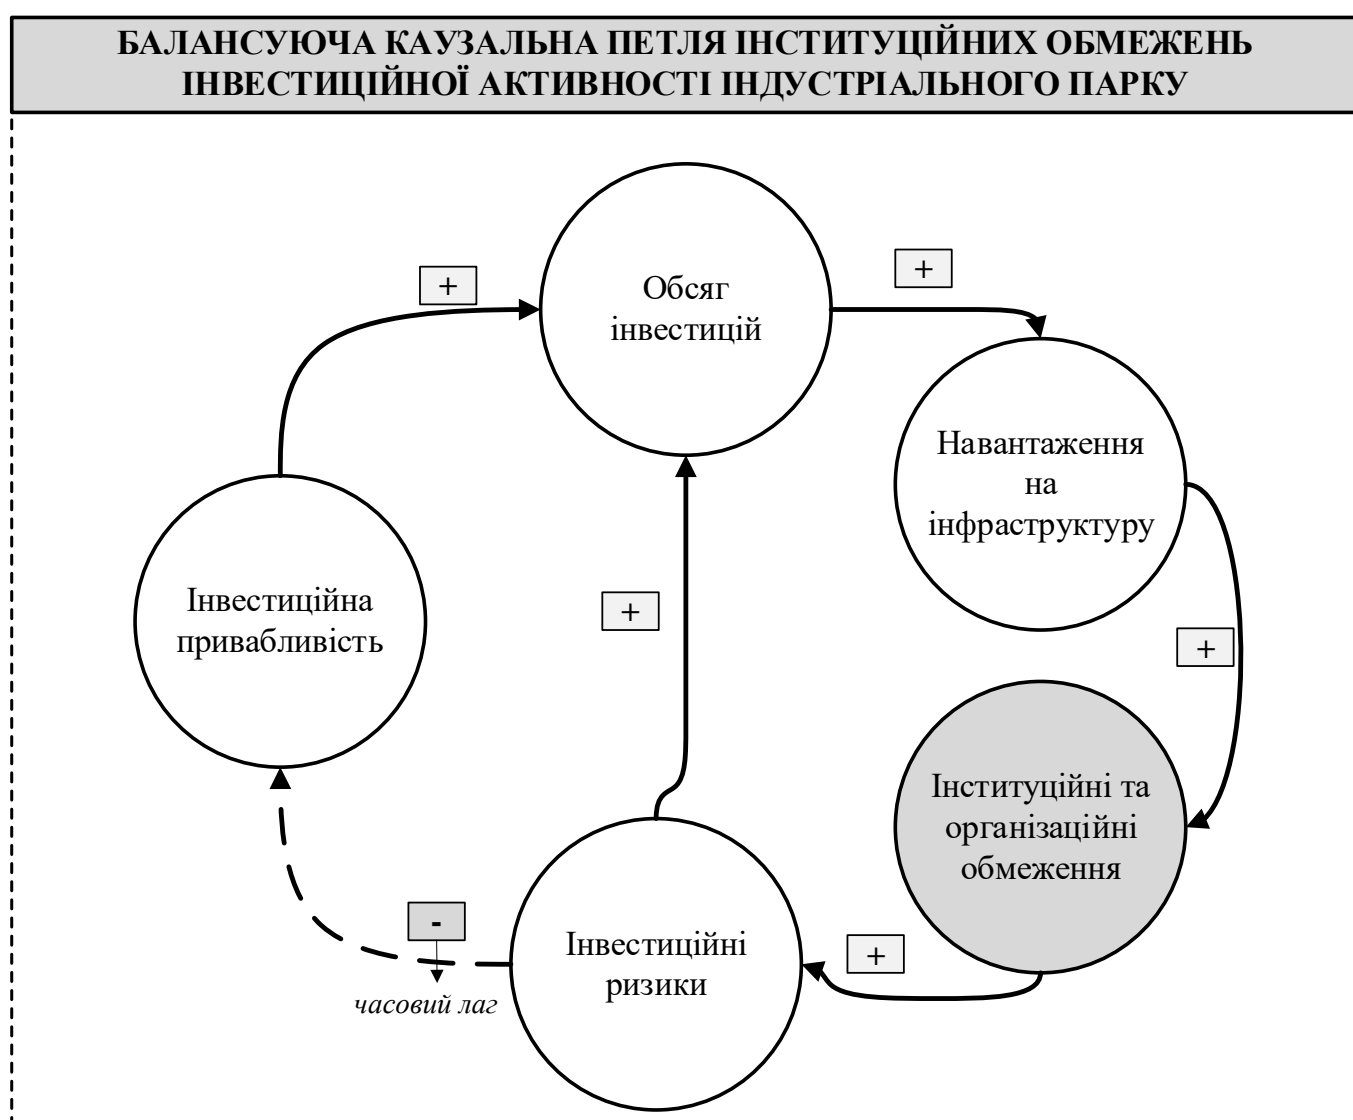 БАЛАНСУЮЧА КАУЗАЛЬНА ПЕТЛЯ ІНСТИТУЦІЙНИХ ОБМЕЖЕНЬ
ІНВЕСТИЦІЙНОЇ АКТИВНОСТІ ІНДУСТРІАЛЬНОГО ПАРКУ
+
+
Обсяг
інвестицій
Навантаження
на
інфраструктуру
Інвестиційна
привабливість
+
+
Інституційні та
організаційні
обмеження
-
часовий лаг
Інвестиційні
ризики
+